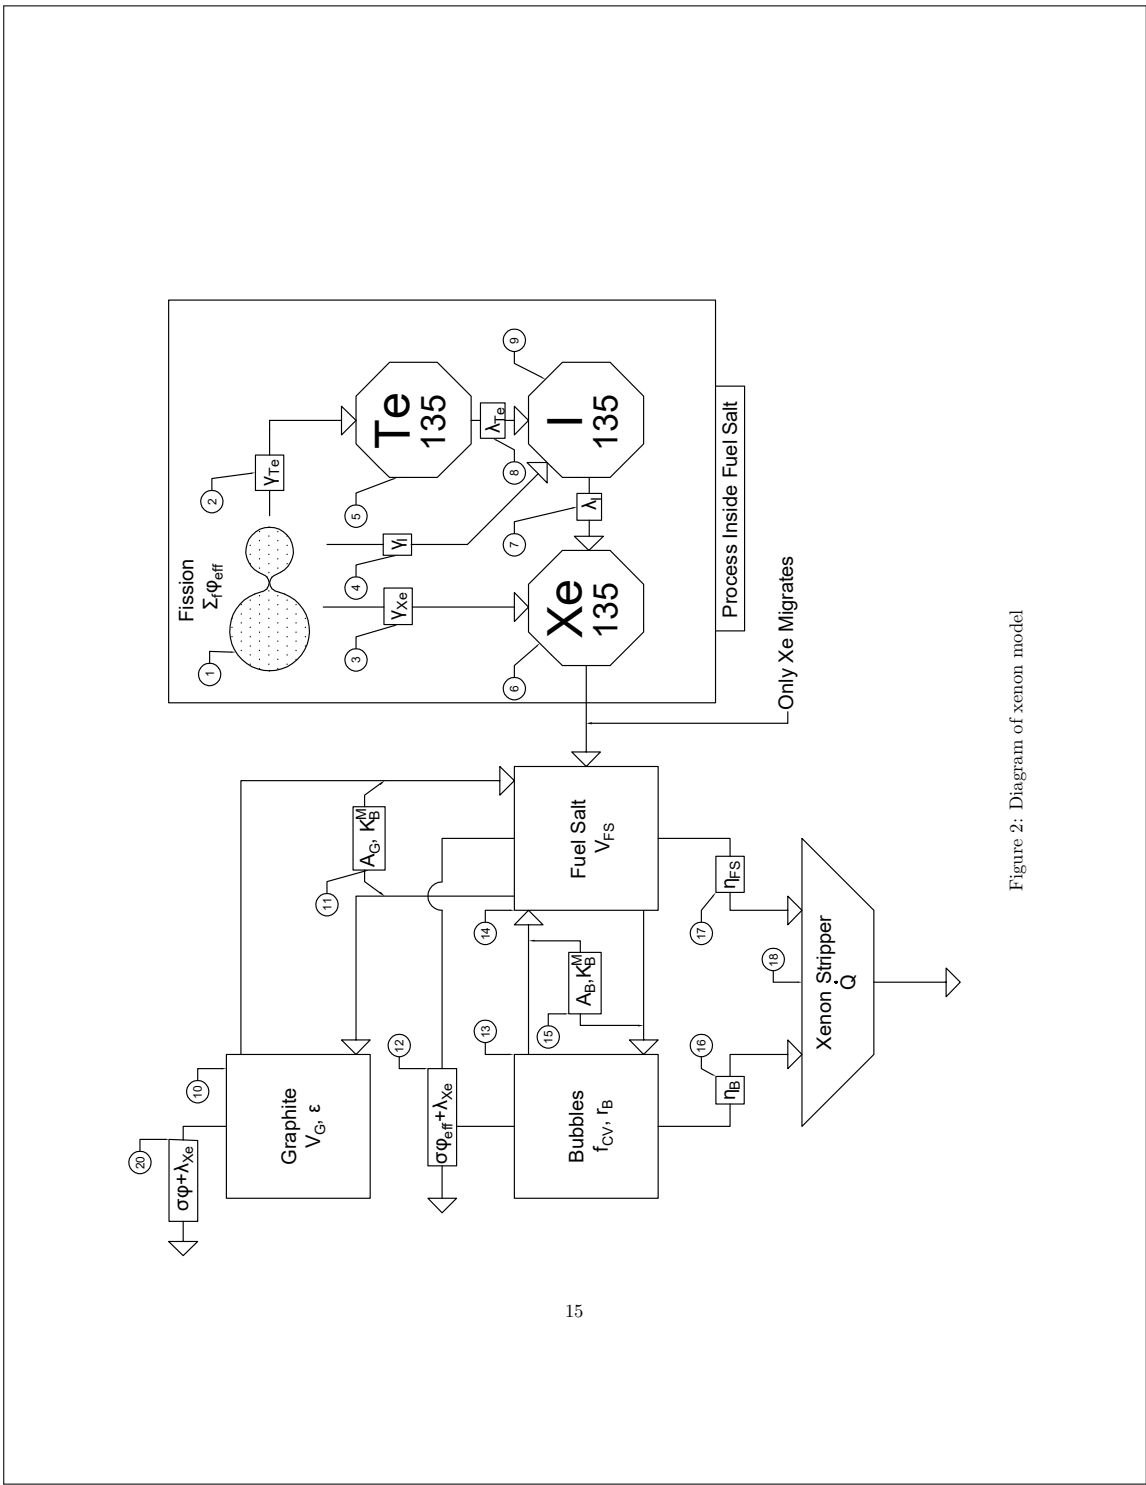 Fission
Σfφeff
1
2
γTe
3
γXe
4
γI
5
Te
135
8
λTe
9
I
135
7
λI
6
Xe
135
Process Inside Fuel Salt
Only Xe Migrates
20
σφ+λXe
10
Graphite
VG, ε
11
AG, KBM
12
σφeff+λXe
14
Fuel Salt
VFS
13
Bubbles
fCV, rB
15
AB,KBM
16
ηB
17
ηFS
18
Xenon Stripper
Q̇
Figure 2: Diagram of xenon model
15